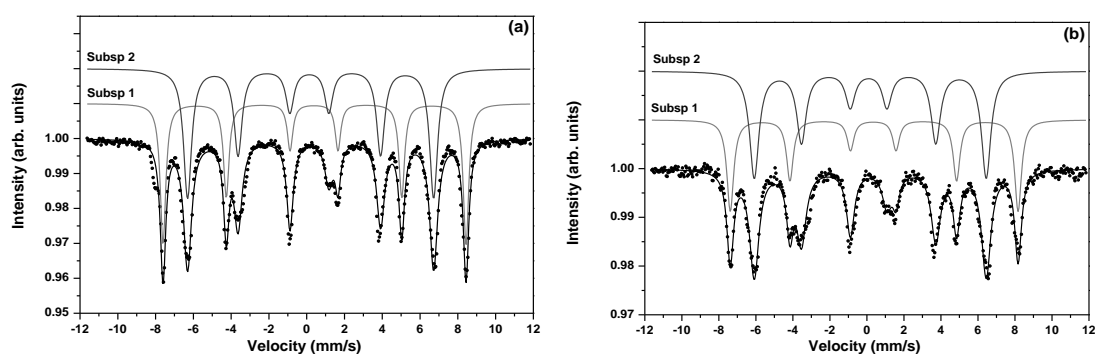 (a)
Subsp 2
Subsp 1
1.00
0.99
0.98
0.97
0.96
0.95
Intensity (arb. units)
-12 -10 -8 -6 -4 -2 0 2 4 6 8 10 12
Velocity (mm/s)
(b)
Subsp 2
Subsp 1
1.00
0.99
0.98
0.97
Intensity (arb. units)
-12 -10 -8 -6 -4 -2 0 2 4 6 8 10 12
Velocity (mm/s)